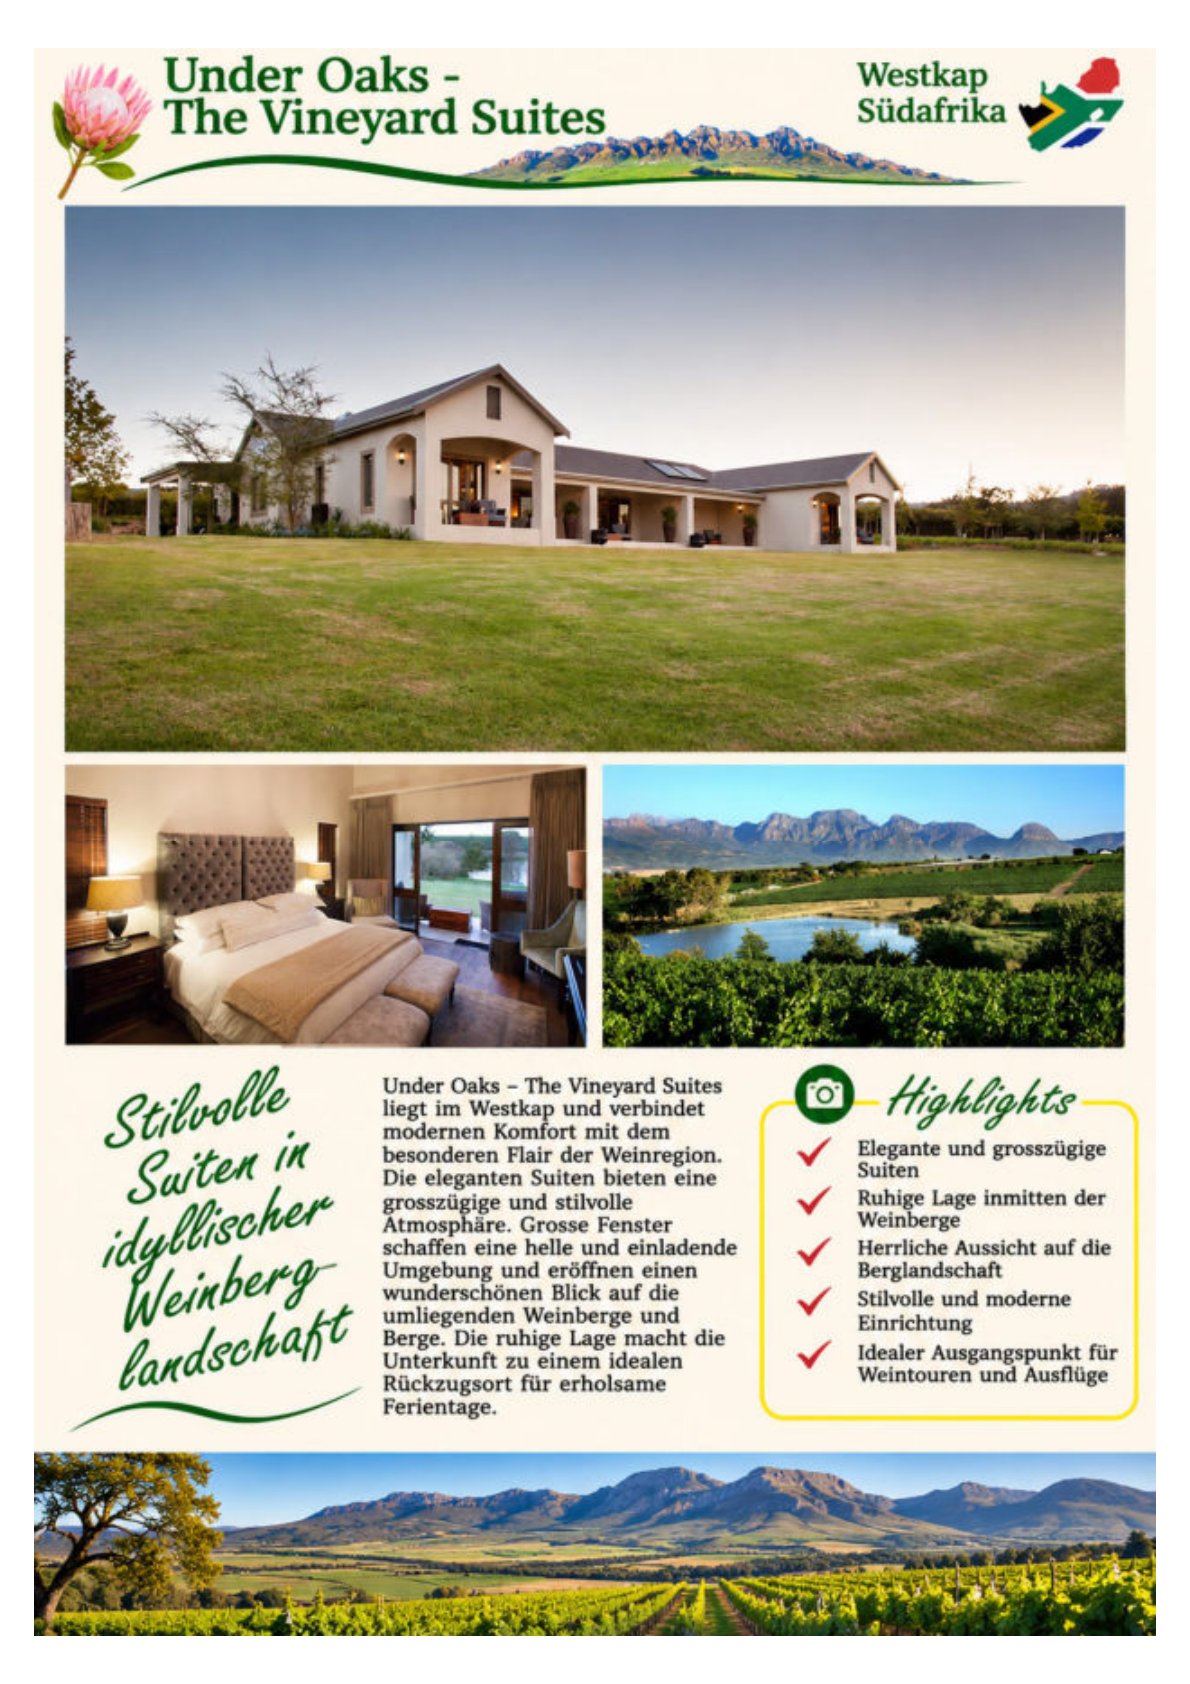 Under Oaks -
The Vineyard Suites
Westkap
Südafrika
Stilvolle
Suiten in
idyllischer
Weinberg-
landschaft
Under Oaks – The Vineyard Suites
liegt im Westkap und verbindet
modernen Komfort mit dem
besonderen Flair der Weinregion.
Die eleganten Suiten bieten eine
grosszügige und stilvolle
Atmosphäre. Grosse Fenster
schaffen eine helle und einladende
Umgebung und eröffnen einen
wunderschönen Blick auf die
umliegenden Weinberge und
Berge. Die ruhige Lage macht die
Unterkunft zu einem idealen
Rückzugsort für erholsame
Ferientage.
Highlights
Elegante und grosszügige
Suiten
Ruhige Lage inmitten der
Weinberge
Herrliche Aussicht auf die
Berglandschaft
Stilvolle und moderne
Einrichtung
Idealer Ausgangspunkt für
Weintouren und Ausflüge